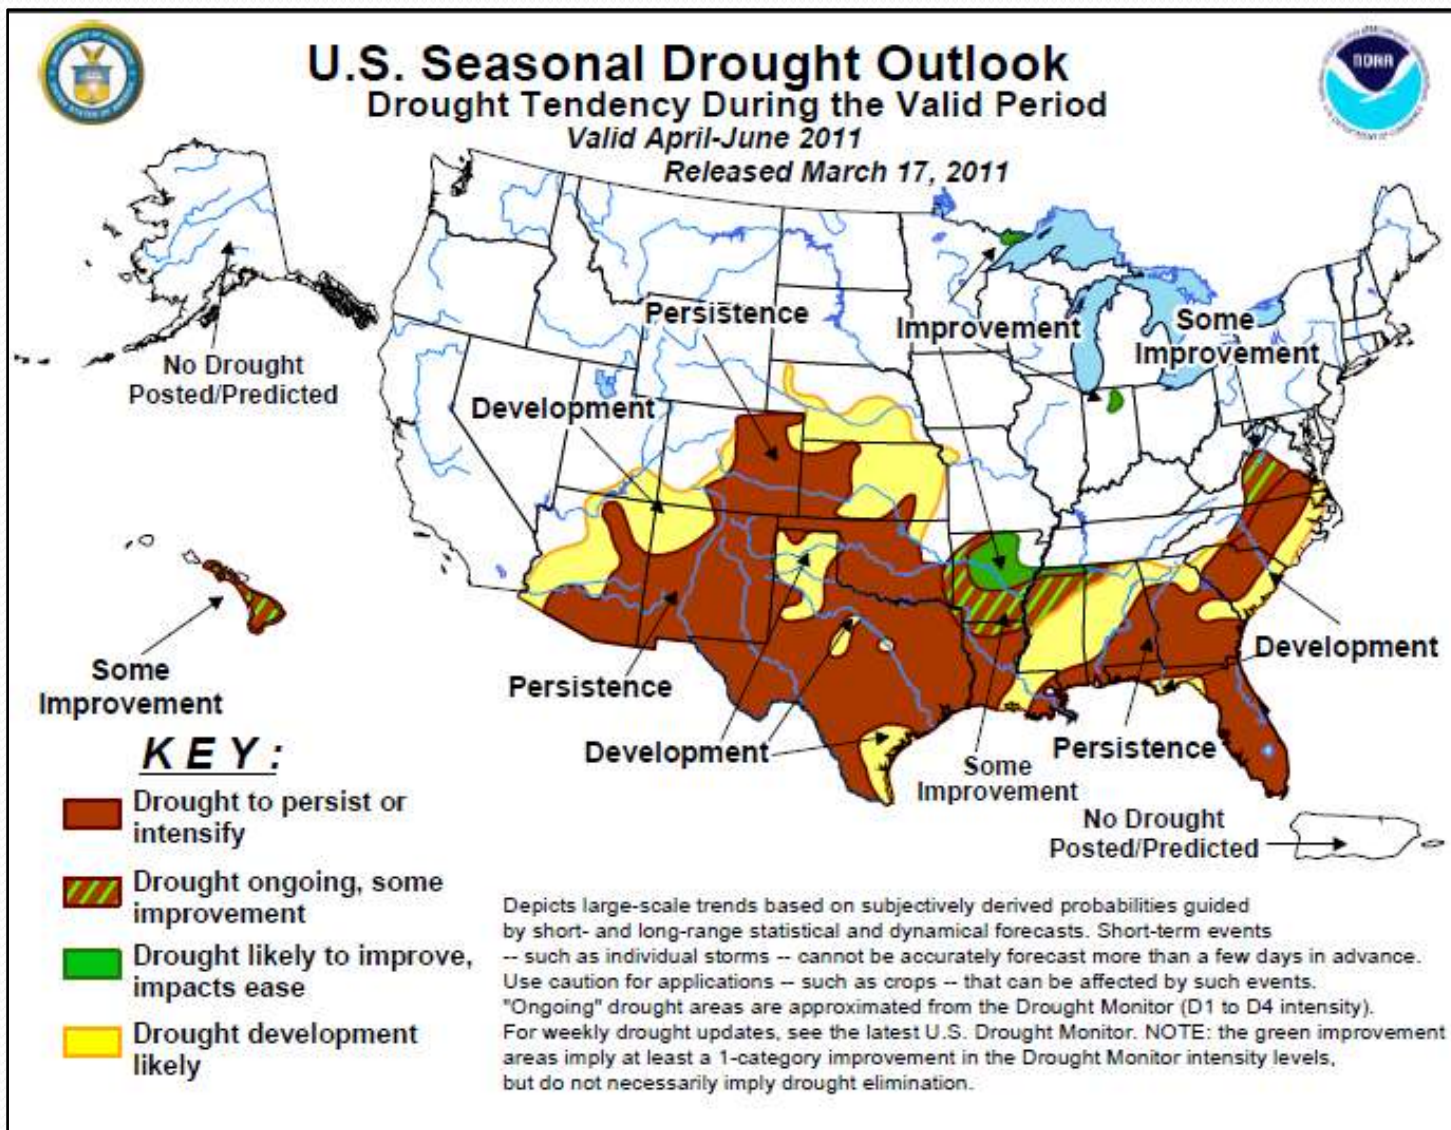 U.S. Seasonal Drought Outlook
Drought Tendency During the Valid Period
Valid April-June 2011
Released March 17, 2011
NOAA
No Drought
Posted/Predicted
Persistence
Improvement
Some
Improvement
Development
Some
Improvement
Persistence
Development
Some
Improvement
Persistence
Development
No Drought
Posted/Predicted
KEY:
Drought to persist or
intensify
Drought ongoing, some
improvement
Drought likely to improve,
impacts ease
Drought development
likely
Depicts large-scale trends based on subjectively derived probabilities guided
by short- and long-range statistical and dynamical forecasts. Short-term events
-- such as individual storms -- cannot be accurately forecast more than a few days in advance.
Use caution for applications -- such as crops -- that can be affected by such events.
"Ongoing" drought areas are approximated from the Drought Monitor (D1 to D4 intensity).
For weekly drought updates, see the latest U.S. Drought Monitor. NOTE: the green improvement
areas imply at least a 1-category improvement in the Drought Monitor intensity levels,
but do not necessarily imply drought elimination.